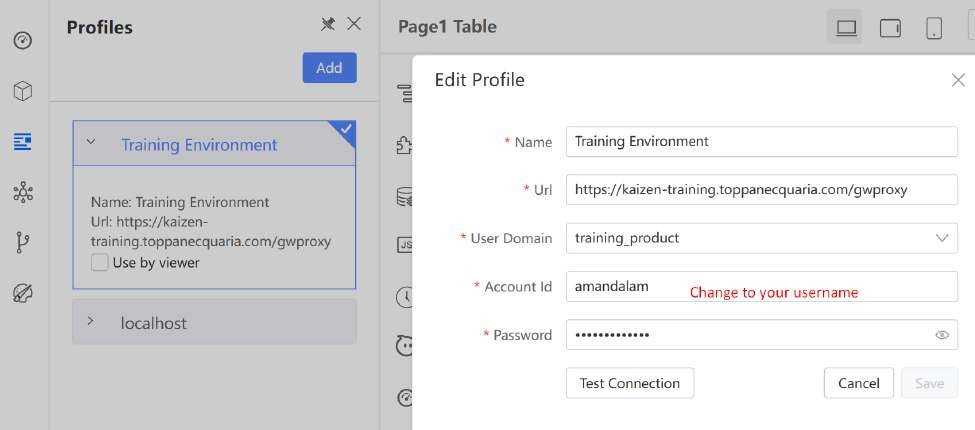 Profiles
Add
Training Environment
Name: Training Environment
Url: https://kaizen-
training.toppanecquaria.com/gwproxy
Use by viewer
localhost
Page1 Table
JS
Edit Profile
* Name Training Environment
* Url https://kaizen-training.toppanecquaria.com/gwproxy
* User Domain training_product
* Account Id amandalam Change to your username
* Password •••••••••••••
Test Connection Cancel Save